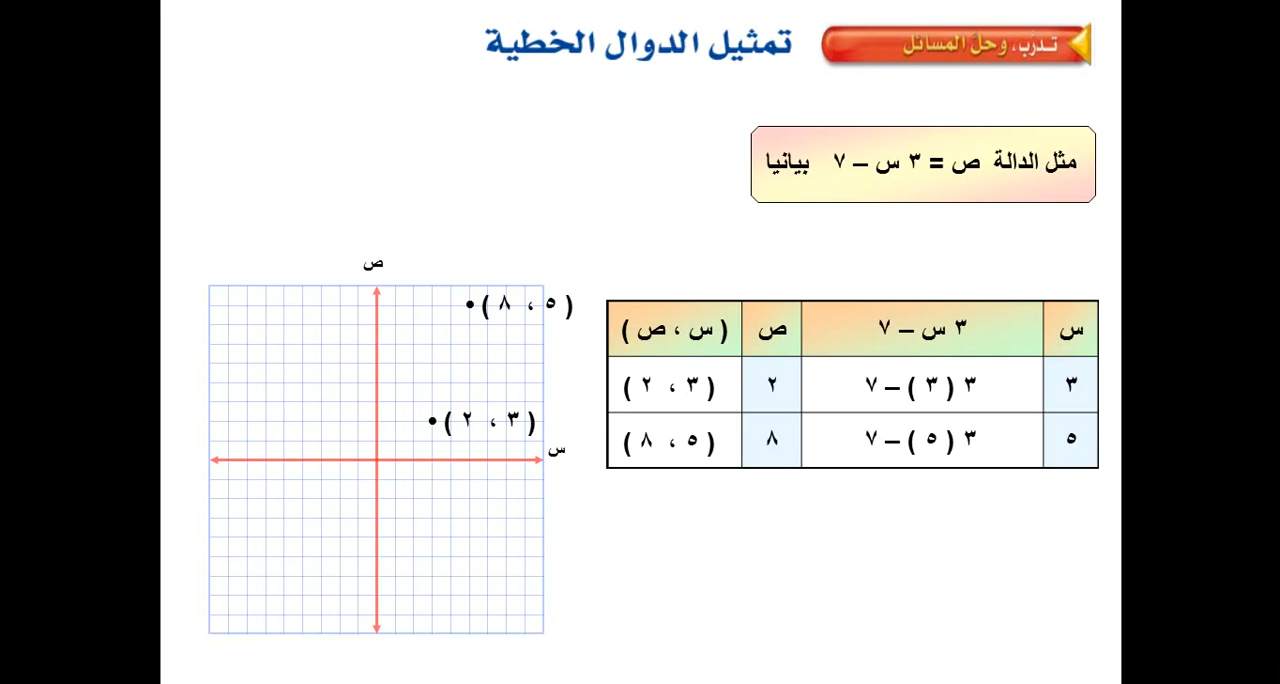 تدرَّب، وحلَّ المسائل
تمثيل الدوال الخطية
مثل الدالة ص = ٣ س – ٧ بيانيا
س ٣ س – ٧ ص ( س ، ص )
٣ ٣ ( ٣ ) – ٧ ٢ ( ٣ ، ٢ )
٥ ٣ ( ٥ ) – ٧ ٨ ( ٥ ، ٨ )
ص
( ٥ ، ٨ )
( ٣ ، ٢ )
س